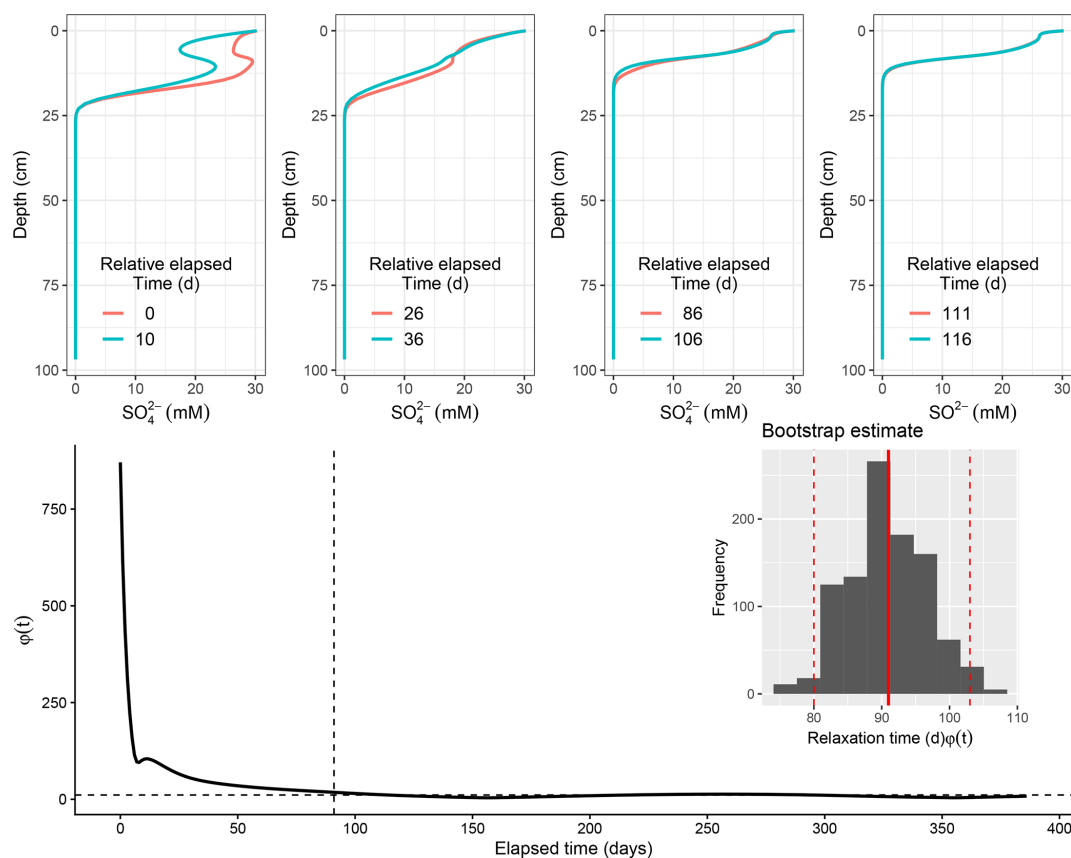 0
25
50
75
100
Depth (cm)
Relative elapsed
Time (d)
0
10
0 10 20 30
SO₄²⁻ (mM)
0
25
50
75
100
Depth (cm)
Relative elapsed
Time (d)
26
36
0 10 20 30
SO₄²⁻ (mM)
0
25
50
75
100
Depth (cm)
Relative elapsed
Time (d)
86
106
0 10 20 30
SO₄²⁻ (mM)
0
25
50
75
100
Depth (cm)
Relative elapsed
Time (d)
111
116
0 10 20 30
SO²⁻ (mM)
750
500
250
0
φ(t)
0 50 100 150 200 250 300 350 400
Elapsed time (days)
Bootstrap estimate
200
100
0
Frequency
80 90 100 110
Relaxation time (d)φ(t)